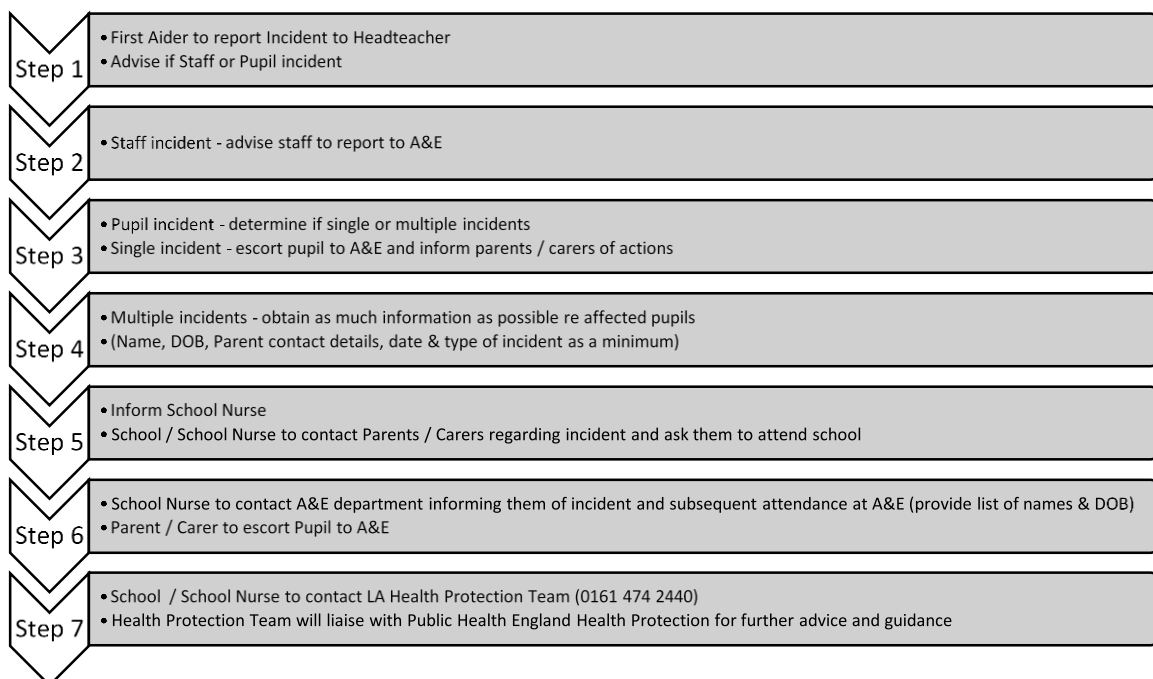 Step 1
• First Aider to report Incident to Headteacher
• Advise if Staff or Pupil incident
Step 2
• Staff incident - advise staff to report to A&E
Step 3
• Pupil incident - determine if single or multiple incidents
• Single incident - escort pupil to A&E and inform parents / carers of actions
Step 4
• Multiple incidents - obtain as much information as possible re affected pupils
• (Name, DOB, Parent contact details, date & type of incident as a minimum)
Step 5
• Inform School Nurse
• School / School Nurse to contact Parents / Carers regarding incident and ask them to attend school
Step 6
• School Nurse to contact A&E department informing them of incident and subsequent attendance at A&E (provide list of names & DOB)
• Parent / Carer to escort Pupil to A&E
Step 7
• School / School Nurse to contact LA Health Protection Team (0161 474 2440)
• Health Protection Team will liaise with Public Health England Health Protection for further advice and guidance